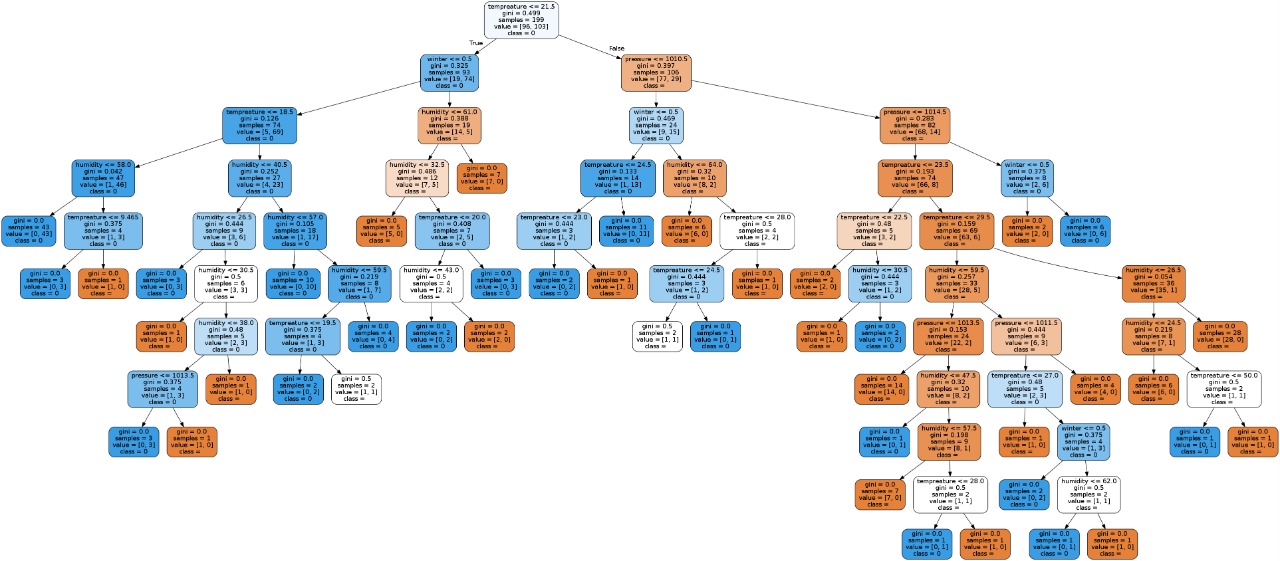 tempreature <= 21.5
gini = 0.499
samples = 199
value = [96, 103]
class = 0
True
False
winter <= 0.5
gini = 0.325
samples = 93
value = [19, 74]
class = 0
pressure <= 1010.5
gini = 0.397
samples = 106
value = [77, 29]
class =
tempreature <= 18.5
gini = 0.126
samples = 74
value = [5, 69]
class = 0
humidity <= 61.0
gini = 0.388
samples = 19
value = [14, 5]
class =
winter <= 0.5
gini = 0.469
samples = 24
value = [9, 15]
class = 0
pressure <= 1014.5
gini = 0.283
samples = 82
value = [68, 14]
class =
humidity <= 58.0
gini = 0.042
samples = 47
value = [1, 46]
class = 0
humidity <= 40.5
gini = 0.252
samples = 27
value = [4, 23]
class = 0
humidity <= 32.5
gini = 0.486
samples = 12
value = [7, 5]
class =
gini = 0.0
samples = 7
value = [7, 0]
class =
tempreature <= 24.5
gini = 0.133
samples = 14
value = [1, 13]
class = 0
humidity <= 64.0
gini = 0.32
samples = 10
value = [8, 2]
class =
tempreature <= 23.5
gini = 0.193
samples = 74
value = [66, 8]
class =
winter <= 0.5
gini = 0.375
samples = 8
value = [2, 6]
class = 0
gini = 0.0
samples = 43
value = [0, 43]
class = 0
tempreature <= 9.465
gini = 0.375
samples = 4
value = [1, 3]
class = 0
humidity <= 26.5
gini = 0.444
samples = 9
value = [3, 6]
class = 0
humidity <= 57.0
gini = 0.105
samples = 18
value = [1, 17]
class = 0
gini = 0.0
samples = 5
value = [5, 0]
class =
tempreature <= 20.0
gini = 0.408
samples = 7
value = [2, 5]
class = 0
tempreature <= 23.0
gini = 0.444
samples = 3
value = [1, 2]
class = 0
gini = 0.0
samples = 11
value = [0, 11]
class = 0
gini = 0.0
samples = 6
value = [6, 0]
class =
tempreature <= 28.0
gini = 0.5
samples = 4
value = [2, 2]
class =
tempreature <= 22.5
gini = 0.48
samples = 5
value = [3, 2]
class =
tempreature <= 29.5
gini = 0.159
samples = 69
value = [63, 6]
class =
gini = 0.0
samples = 2
value = [2, 0]
class =
gini = 0.0
samples = 6
value = [0, 6]
class = 0
gini = 0.0
samples = 3
value = [0, 3]
class = 0
gini = 0.0
samples = 1
value = [1, 0]
class =
gini = 0.0
samples = 3
value = [0, 3]
class = 0
humidity <= 30.5
gini = 0.5
samples = 6
value = [3, 3]
class =
gini = 0.0
samples = 10
value = [0, 10]
class = 0
humidity <= 59.5
gini = 0.219
samples = 8
value = [1, 7]
class = 0
humidity <= 43.0
gini = 0.5
samples = 4
value = [2, 2]
class =
gini = 0.0
samples = 3
value = [0, 3]
class = 0
gini = 0.0
samples = 2
value = [0, 2]
class = 0
gini = 0.0
samples = 1
value = [1, 0]
class =
tempreature <= 24.5
gini = 0.444
samples = 3
value = [1, 2]
class = 0
gini = 0.0
samples = 1
value = [1, 0]
class =
gini = 0.0
samples = 2
value = [2, 0]
class =
humidity <= 30.5
gini = 0.444
samples = 3
value = [1, 2]
class = 0
humidity <= 59.5
gini = 0.257
samples = 33
value = [28, 5]
class =
humidity <= 26.5
gini = 0.054
samples = 36
value = [35, 1]
class =
gini = 0.0
samples = 1
value = [1, 0]
class =
humidity <= 38.0
gini = 0.48
samples = 5
value = [2, 3]
class = 0
tempreature <= 19.5
gini = 0.375
samples = 4
value = [1, 3]
class = 0
gini = 0.0
samples = 4
value = [0, 4]
class = 0
gini = 0.0
samples = 2
value = [0, 2]
class = 0
gini = 0.0
samples = 2
value = [2, 0]
class =
gini = 0.5
samples = 2
value = [1, 1]
class =
gini = 0.0
samples = 1
value = [0, 1]
class = 0
gini = 0.0
samples = 1
value = [1, 0]
class =
gini = 0.0
samples = 2
value = [0, 2]
class = 0
pressure <= 1013.5
gini = 0.153
samples = 24
value = [22, 2]
class =
pressure <= 1011.5
gini = 0.444
samples = 9
value = [6, 3]
class =
humidity <= 24.5
gini = 0.219
samples = 8
value = [7, 1]
class =
gini = 0.0
samples = 28
value = [28, 0]
class =
pressure <= 1013.5
gini = 0.375
samples = 4
value = [1, 3]
class = 0
gini = 0.0
samples = 1
value = [1, 0]
class =
gini = 0.0
samples = 2
value = [0, 2]
class = 0
gini = 0.5
samples = 2
value = [1, 1]
class =
gini = 0.0
samples = 14
value = [14, 0]
class =
humidity <= 47.5
gini = 0.32
samples = 10
value = [8, 2]
class =
tempreature <= 27.0
gini = 0.48
samples = 5
value = [2, 3]
class = 0
gini = 0.0
samples = 4
value = [4, 0]
class =
gini = 0.0
samples = 6
value = [6, 0]
class =
tempreature <= 50.0
gini = 0.5
samples = 2
value = [1, 1]
class =
gini = 0.0
samples = 3
value = [0, 3]
class = 0
gini = 0.0
samples = 1
value = [1, 0]
class =
gini = 0.0
samples = 1
value = [0, 1]
class = 0
humidity <= 57.5
gini = 0.198
samples = 9
value = [8, 1]
class =
gini = 0.0
samples = 1
value = [1, 0]
class =
winter <= 0.5
gini = 0.375
samples = 4
value = [1, 3]
class = 0
gini = 0.0
samples = 1
value = [0, 1]
class = 0
gini = 0.0
samples = 1
value = [1, 0]
class =
gini = 0.0
samples = 7
value = [7, 0]
class =
tempreature <= 28.0
gini = 0.5
samples = 2
value = [1, 1]
class =
gini = 0.0
samples = 2
value = [0, 2]
class = 0
humidity <= 62.0
gini = 0.5
samples = 2
value = [1, 1]
class =
gini = 0.0
samples = 1
value = [0, 1]
class = 0
gini = 0.0
samples = 1
value = [1, 0]
class =
gini = 0.0
samples = 1
value = [0, 1]
class = 0
gini = 0.0
samples = 1
value = [1, 0]
class =